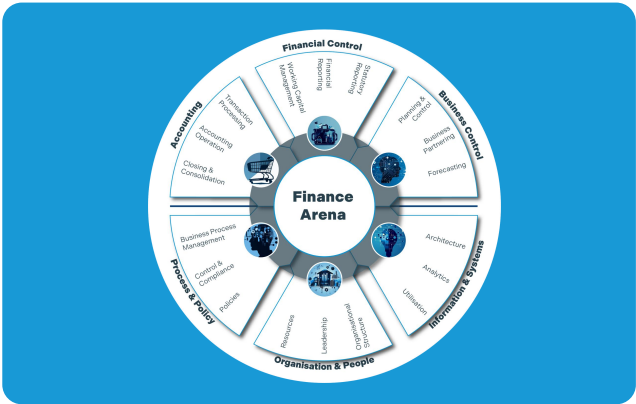 Financial Control
Working Capital
Management
Financial
Reporting
Statutory
Reporting
Business Control
Planning &
Control
Business
Partnering
Forecasting
Information & Systems
Architecture
Analytics
Utilisation
Organisation & People
Organisational
Structure
Leadership
Resources
Process & Policy
Business Process
Management
Control &
Compliance
Policies
Accounting
Transaction
Processing
Accounting
Operation
Closing &
Consolidation
Finance
Arena